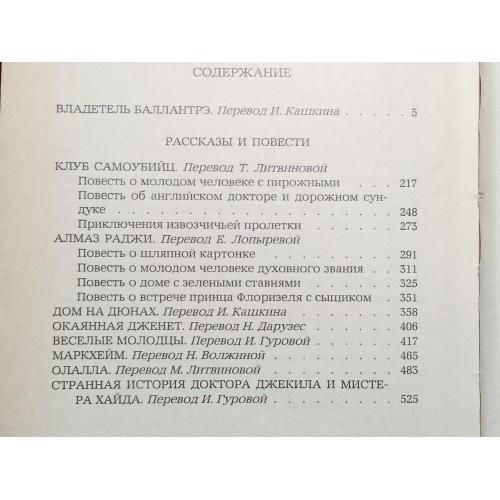 СОДЕРЖАНИЕ
ВЛАДЕТЕЛЬ БАЛЛАНТРЭ. Перевод И. Кашкина . . . . . 5
РАССКАЗЫ И ПОВЕСТИ
КЛУБ САМОУБИЙЦ. Перевод Т. Литвиновой
Повесть о молодом человеке с пирожными . . . 217
Повесть об английском докторе и дорожном сун-
дуке . . . . . . . . . . . . . . . . . . 248
Приключения извозчичьей пролетки . . . . 273
АЛМАЗ РАДЖИ. Перевод Е. Лопыревой
Повесть о шляпной картонке . . . . . . . 291
Повесть о молодом человеке духовного звания . . 311
Повесть о доме с зелеными ставнями . . . . 325
Повесть о встрече принца Флоризеля с сыщиком . 351
ДОМ НА ДЮНАХ. Перевод И. Кашкина . . . . . . 358
ОКАЯННАЯ ДЖЕНЕТ. Перевод Н. Дарузес . . . . . 406
ВЕСЕЛЫЕ МОЛОДЦЫ. Перевод И. Гуровой . . . . 417
МАРКХЕЙМ. Перевод Н. Волжиной . . . . . . . 465
ОЛАЛЛА. Перевод М. Литвиновой . . . . . . . 483
СТРАННАЯ ИСТОРИЯ ДОКТОРА ДЖЕКИЛА И МИСТЕ-
РА ХАЙДА. Перевод И. Гуровой . . . . . . . . 525